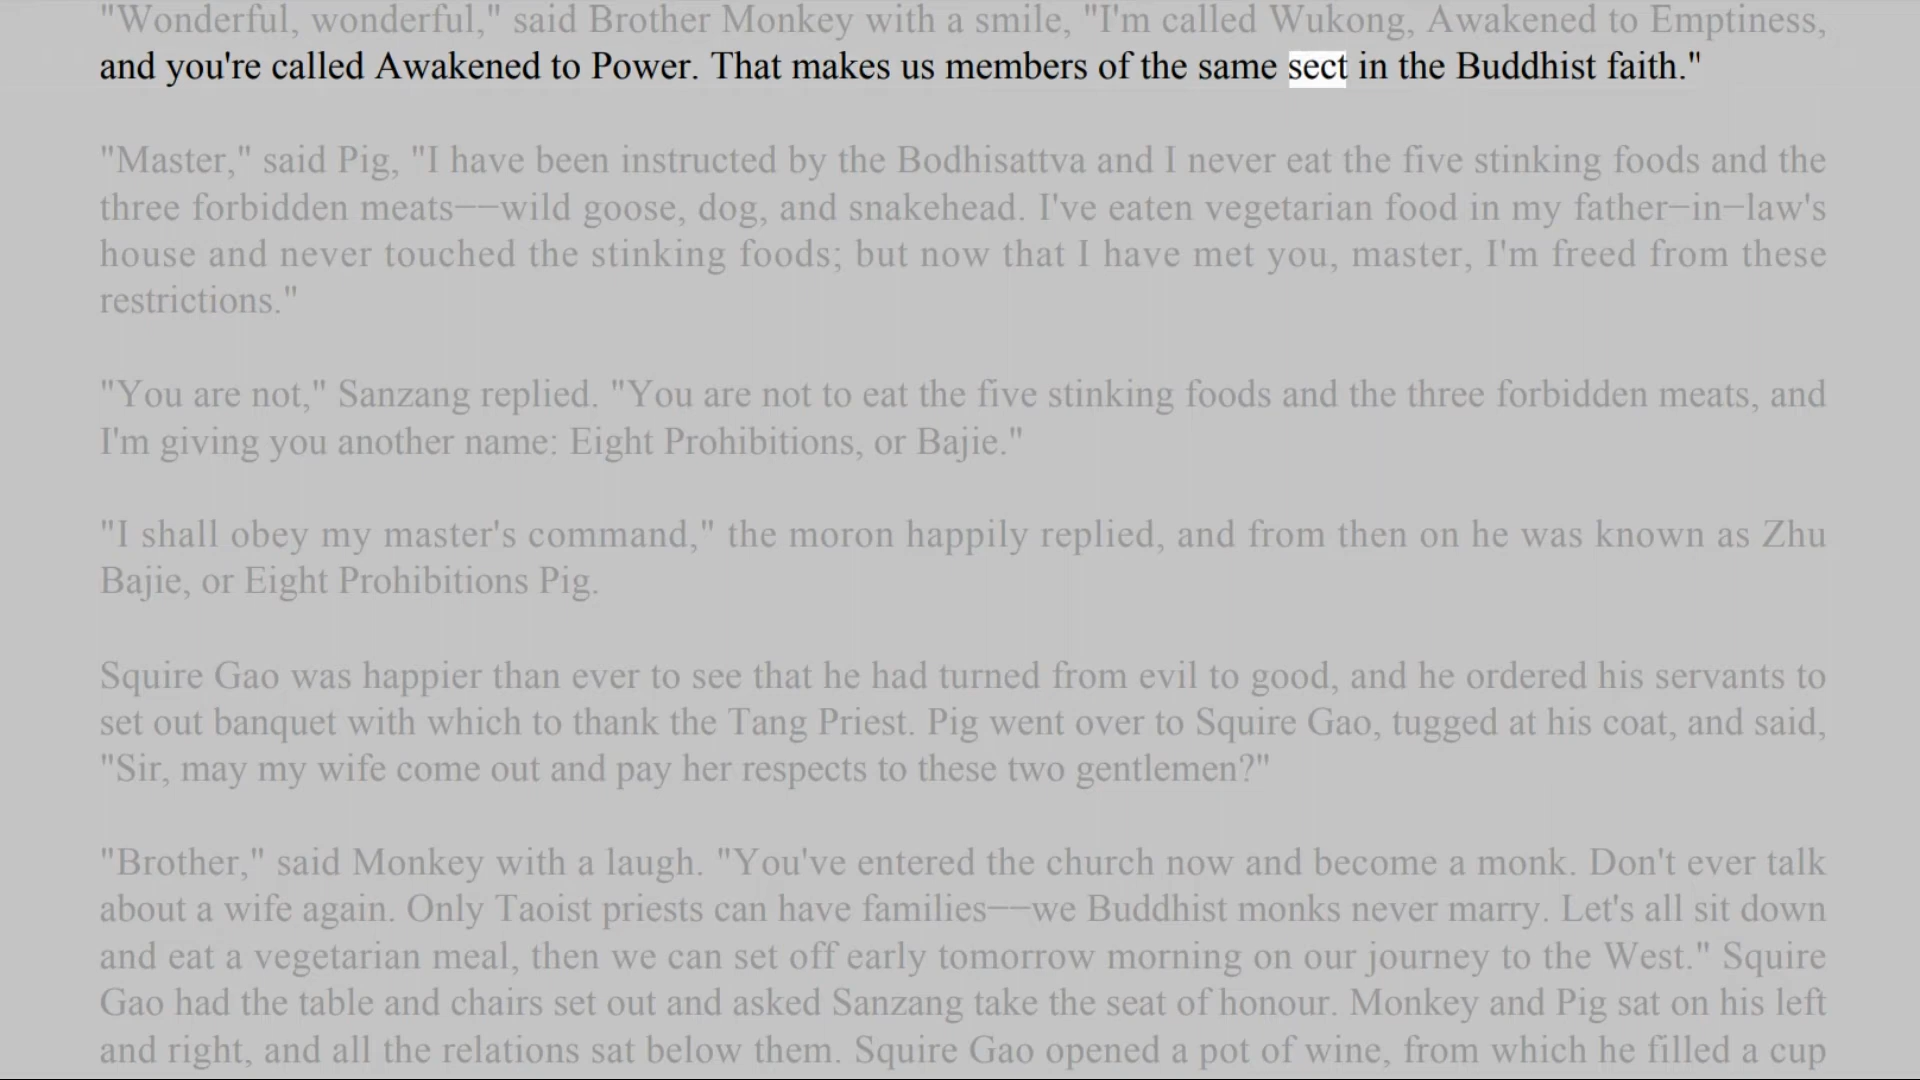 "Wonderful, wonderful," said Brother Monkey with a smile, "I'm called Wukong, Awakened to Emptiness,
and you're called Awakened to Power. That makes us members of the same sect in the Buddhist faith."
"Master," said Pig, "I have been instructed by the Bodhisattva and I never eat the five stinking foods and the
three forbidden meats−−wild goose, dog, and snakehead. I've eaten vegetarian food in my father−in−law's
house and never touched the stinking foods; but now that I have met you, master, I'm freed from these
restrictions."
"You are not," Sanzang replied. "You are not to eat the five stinking foods and the three forbidden meats, and
I'm giving you another name: Eight Prohibitions, or Bajie."
"I shall obey my master's command," the moron happily replied, and from then on he was known as Zhu
Bajie, or Eight Prohibitions Pig.
Squire Gao was happier than ever to see that he had turned from evil to good, and he ordered his servants to
set out banquet with which to thank the Tang Priest. Pig went over to Squire Gao, tugged at his coat, and said,
"Sir, may my wife come out and pay her respects to these two gentlemen?"
"Brother," said Monkey with a laugh. "You've entered the church now and become a monk. Don't ever talk
about a wife again. Only Taoist priests can have families−−we Buddhist monks never marry. Let's all sit down
and eat a vegetarian meal, then we can set off early tomorrow morning on our journey to the West." Squire
Gao had the table and chairs set out and asked Sanzang take the seat of honour. Monkey and Pig sat on his left
and right, and all the relations sat below them. Squire Gao opened a pot of wine, from which he filled a cup